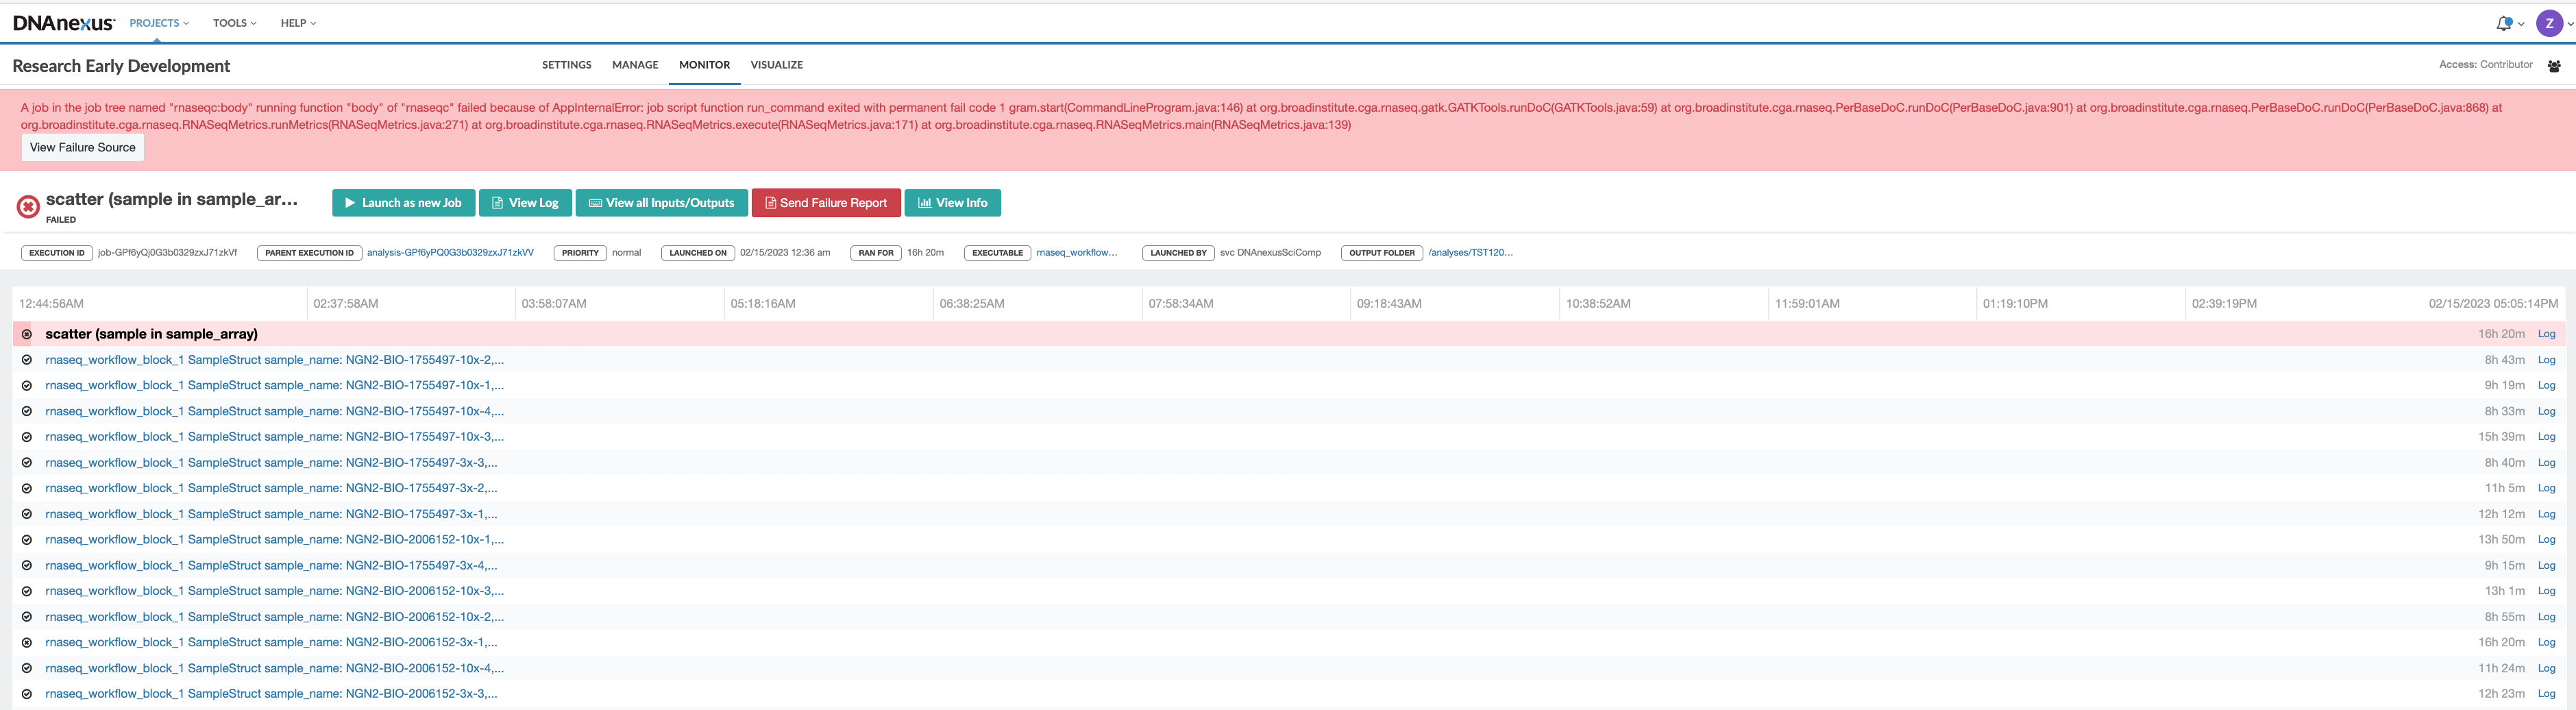 DNAnexus PROJECTS TOOLS HELP Z
Research Early Development SETTINGS MANAGE MONITOR VISUALIZE Access: Contributor
A job in the job tree named "rnaseqc:body" running function "body" of "rnaseqc" failed because of AppInternalError: job script function run_command exited with permanent fail code 1 gram.start(CommandLineProgram.java:146) at org.broadinstitute.cga.rnaseq.gatk.GATKTools.runDoC(GATKTools.java:59) at org.broadinstitute.cga.rnaseq.PerBaseDoC.runDoC(PerBaseDoC.java:901) at org.broadinstitute.cga.rnaseq.PerBaseDoC.runDoC(PerBaseDoC.java:868) at
org.broadinstitute.cga.rnaseq.RNASeqMetrics.runMetrics(RNASeqMetrics.java:271) at org.broadinstitute.cga.rnaseq.RNASeqMetrics.execute(RNASeqMetrics.java:171) at org.broadinstitute.cga.rnaseq.RNASeqMetrics.main(RNASeqMetrics.java:139)
View Failure Source
scatter (sample in sample_ar... Launch as new Job View Log View all Inputs/Outputs Send Failure Report View Info
FAILED
EXECUTION ID job-GPf6yQj0G3b0329zxJ71zkVf PARENT EXECUTION ID analysis-GPf6yPQ0G3b0329zxJ71zkVV PRIORITY normal LAUNCHED ON 02/15/2023 12:36 am RAN FOR 16h 20m EXECUTABLE rnaseq_workflow... LAUNCHED BY svc DNAnexusSciComp OUTPUT FOLDER /analyses/TST120...
12:44:56AM 02:37:58AM 03:58:07AM 05:18:16AM 06:38:25AM 07:58:34AM 09:18:43AM 10:38:52AM 11:59:01AM 01:19:10PM 02:39:19PM 02/15/2023 05:05:14PM
scatter (sample in sample_array) 16h 20m Log
rnaseq_workflow_block_1 SampleStruct sample_name: NGN2-BIO-1755497-10x-2,... 8h 43m Log
rnaseq_workflow_block_1 SampleStruct sample_name: NGN2-BIO-1755497-10x-1,... 9h 19m Log
rnaseq_workflow_block_1 SampleStruct sample_name: NGN2-BIO-1755497-10x-4,... 8h 33m Log
rnaseq_workflow_block_1 SampleStruct sample_name: NGN2-BIO-1755497-10x-3,... 15h 39m Log
rnaseq_workflow_block_1 SampleStruct sample_name: NGN2-BIO-1755497-3x-3,... 8h 40m Log
rnaseq_workflow_block_1 SampleStruct sample_name: NGN2-BIO-1755497-3x-2,... 11h 5m Log
rnaseq_workflow_block_1 SampleStruct sample_name: NGN2-BIO-1755497-3x-1,... 12h 12m Log
rnaseq_workflow_block_1 SampleStruct sample_name: NGN2-BIO-2006152-10x-1,... 13h 50m Log
rnaseq_workflow_block_1 SampleStruct sample_name: NGN2-BIO-1755497-3x-4,... 9h 15m Log
rnaseq_workflow_block_1 SampleStruct sample_name: NGN2-BIO-2006152-10x-3,... 13h 1m Log
rnaseq_workflow_block_1 SampleStruct sample_name: NGN2-BIO-2006152-10x-2,... 8h 55m Log
rnaseq_workflow_block_1 SampleStruct sample_name: NGN2-BIO-2006152-3x-1,... 16h 20m Log
rnaseq_workflow_block_1 SampleStruct sample_name: NGN2-BIO-2006152-10x-4,... 11h 24m Log
rnaseq_workflow_block_1 SampleStruct sample_name: NGN2-BIO-2006152-3x-3,... 12h 23m Log